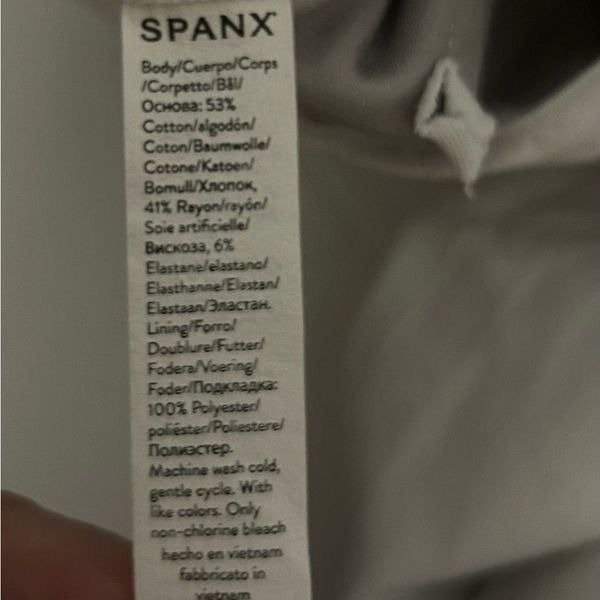 SPANX
Body/Cuerpo/Corps
/Corpetto/Bål/
Основа: 53%
Cotton/algodón/
Coton/Baumwolle/
Cotone/Katoen/
Bomull/Хлопок,
41% Rayon/rayón/
Soie artificielle/
Вискоза, 6%
Elastane/elastano/
Elasthanne/Elastan/
Elastaan/Эластан.
Lining/Forro/
Doublure/Futter/
Fodera/Voering/
Foder/Подкладка:
100% Polyester/
poliéster/Poliestere/
Полиэстер.
Machine wash cold,
gentle cycle. With
like colors. Only
non-chlorine bleach
hecho en vietnam
fabbricato in
vietnam